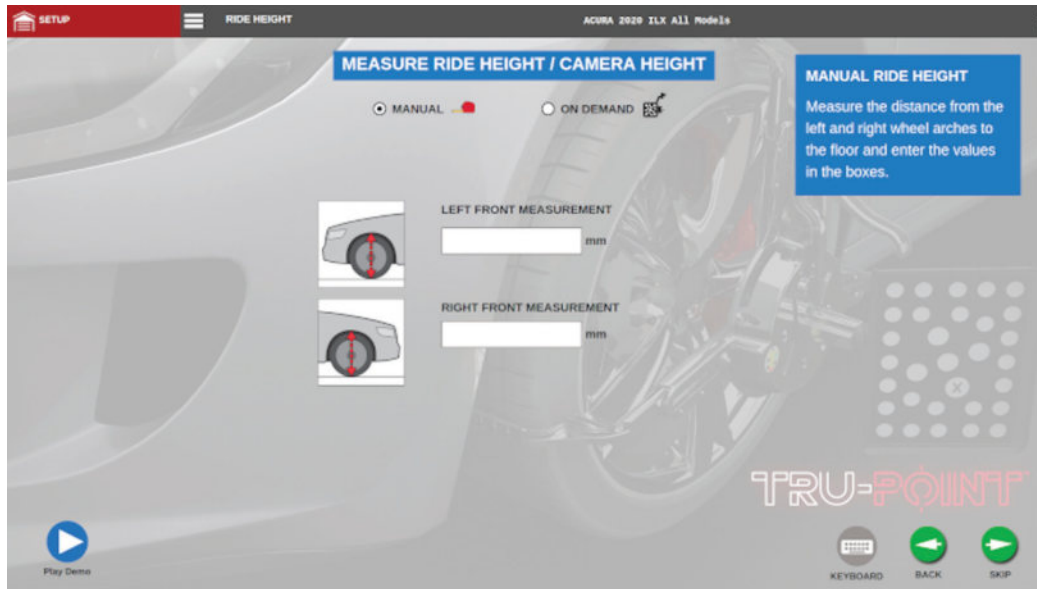 SETUP
RIDE HEIGHT
ACURA 2020 ILX All Models
MEASURE RIDE HEIGHT / CAMERA HEIGHT
MANUAL
ON DEMAND
MANUAL RIDE HEIGHT
Measure the distance from the
left and right wheel arches to
the floor and enter the values
in the boxes.
LEFT FRONT MEASUREMENT
mm
RIGHT FRONT MEASUREMENT
mm
X
TRU-POINT
Play Demo
KEYBOARD
BACK
SKIP